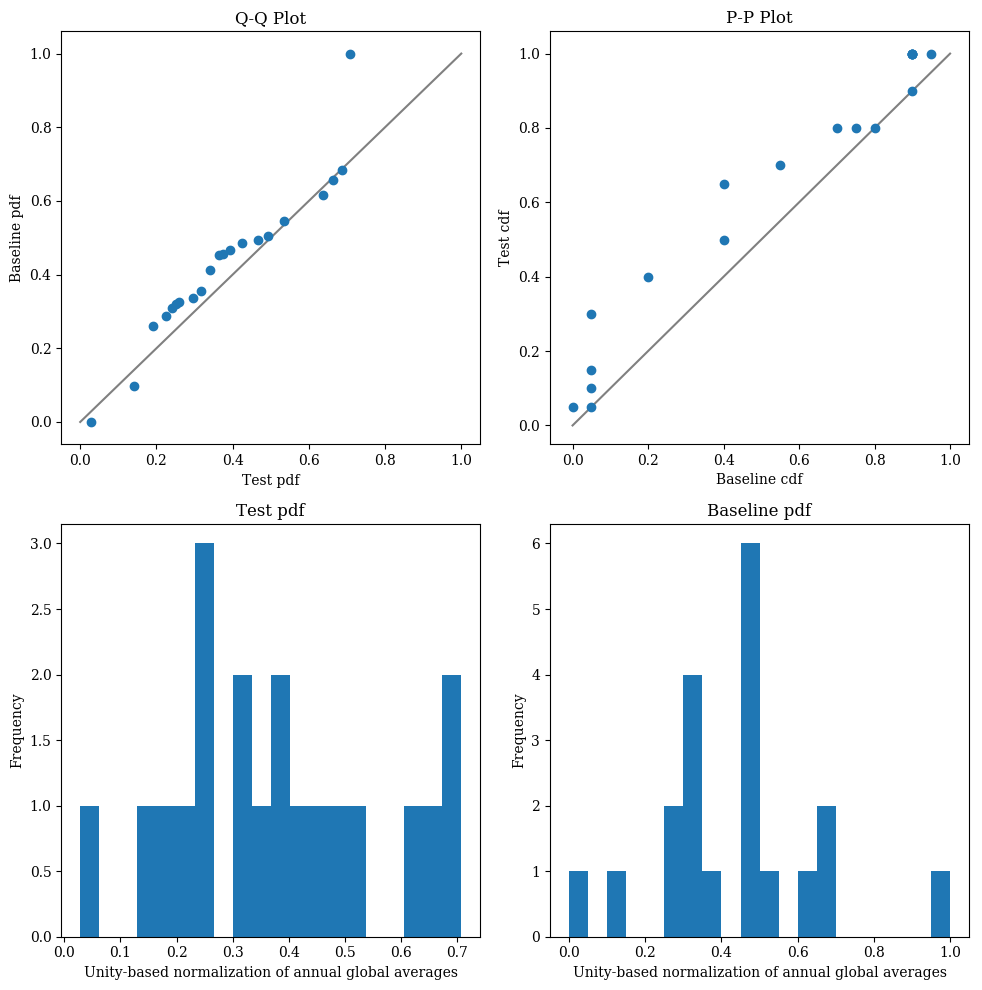 Q-Q Plot
1.0
0.8
0.6
0.4
0.2
0.0
Baseline pdf
0.0 0.2 0.4 0.6 0.8 1.0
Test pdf
P-P Plot
1.0
0.8
0.6
0.4
0.2
0.0
Test cdf
0.0 0.2 0.4 0.6 0.8 1.0
Baseline cdf
Test pdf
3.0
2.5
2.0
1.5
1.0
0.5
0.0
Frequency
0.0 0.1 0.2 0.3 0.4 0.5 0.6 0.7
Unity-based normalization of annual global averages
Baseline pdf
6
5
4
3
2
1
0
Frequency
0.0 0.2 0.4 0.6 0.8 1.0
Unity-based normalization of annual global averages